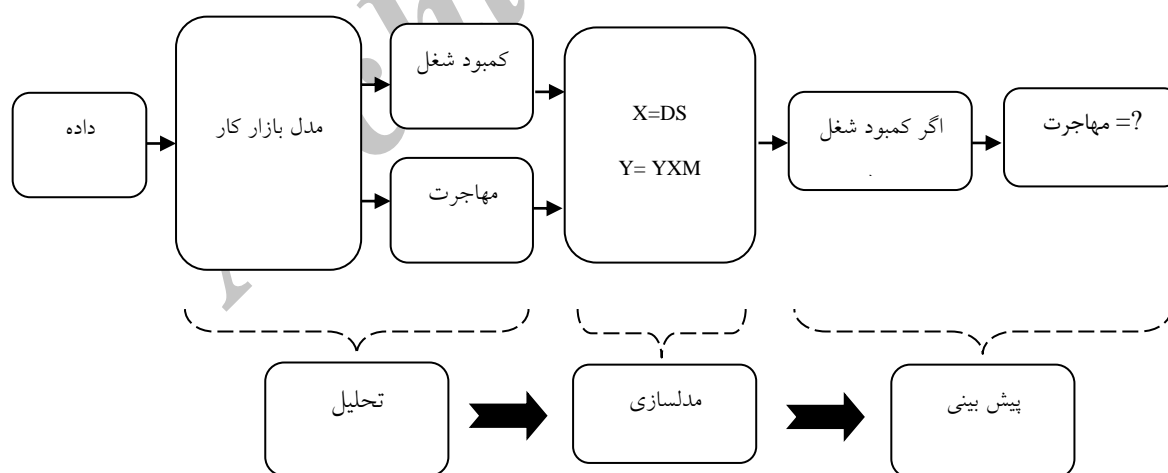 داده
مدل بازار کار
کمبود شغل
مهاجرت
X=DS
Y= YXM
اگر کمبود شغل
.
مهاجرت =?
تحلیل
مدلسازی
پیش بینی